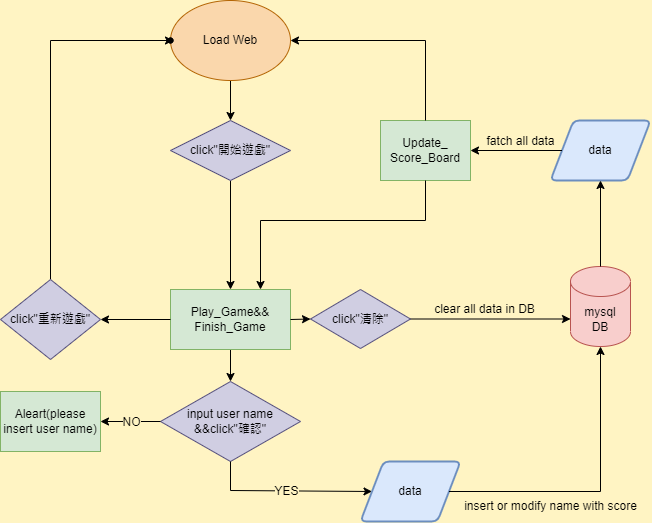 Load Web
click"開始遊戲"
Update_
Score_Board
fatch all data
data
click"重新遊戲"
Play_Game&&
Finish_Game
click"清除"
clear all data in DB
mysql
DB
Aleart(please
insert user name)
NO
input user name
&&click"確認"
YES
data
insert or modify name with score